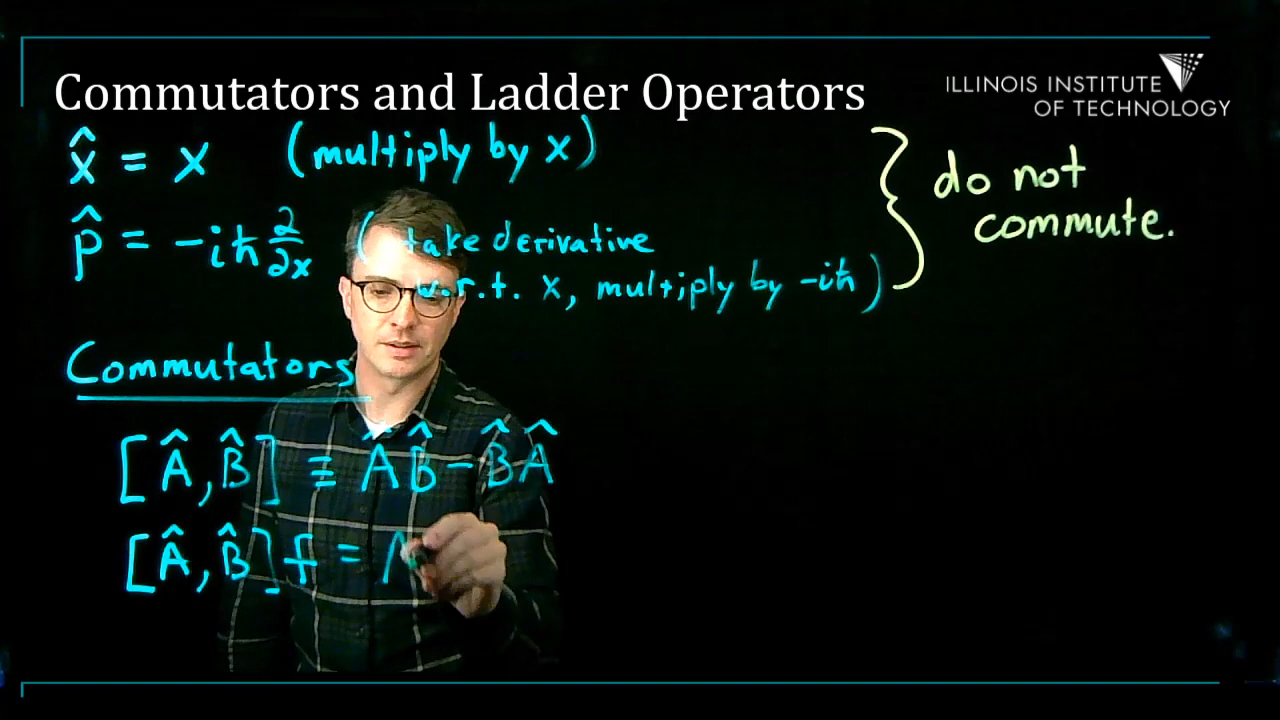 Commutators and Ladder Operators
ILLINOIS INSTITUTE
OF TECHNOLOGY
x̂ = x (multiply by x)
p̂ = -iħ ∂/∂x (take derivative
w.r.t. x, multiply by -iħ)
do not
commute.
Commutators
[Â, B̂] ≡ ÂB̂ - B̂Â
[Â, B̂] f =